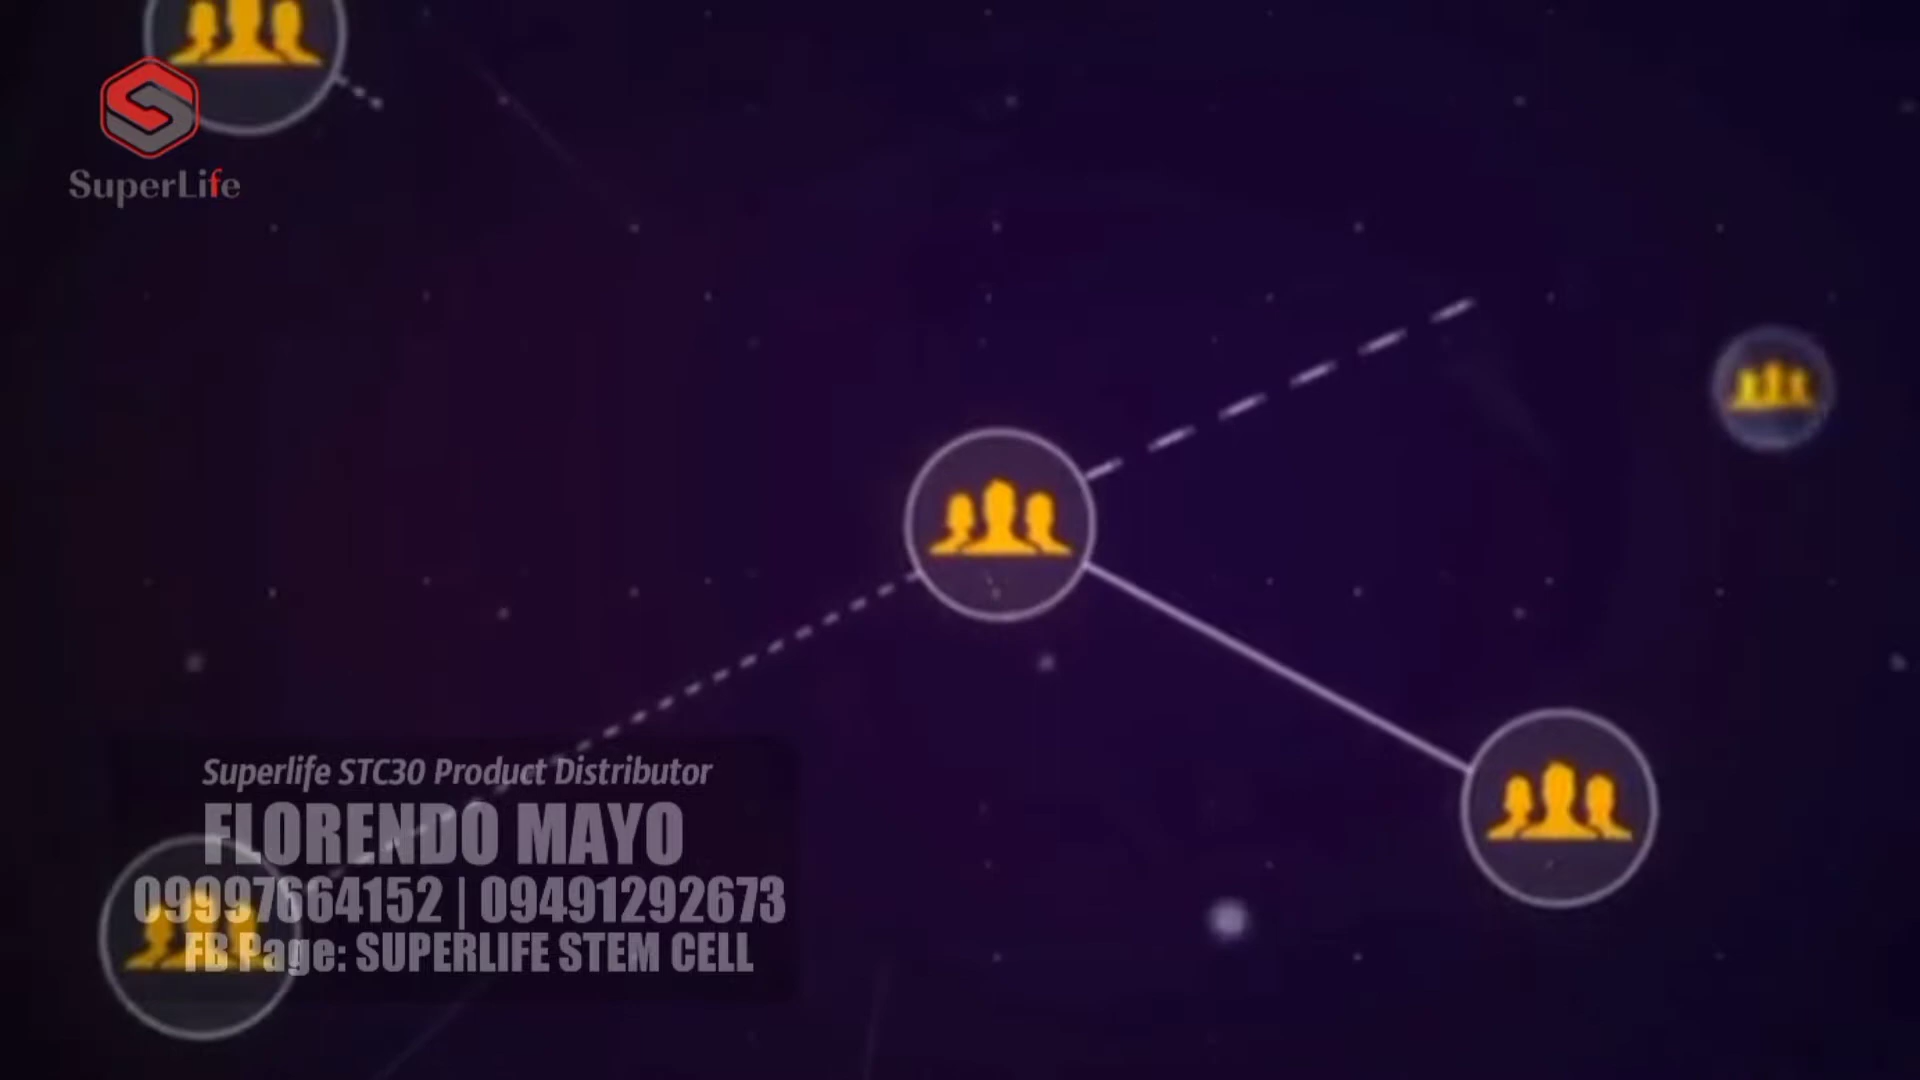 SuperLife
Superlife STC30 Product Distributor
FLORENDO MAYO
09997664152 | 09491292673
FB Page: SUPERLIFE STEM CELL